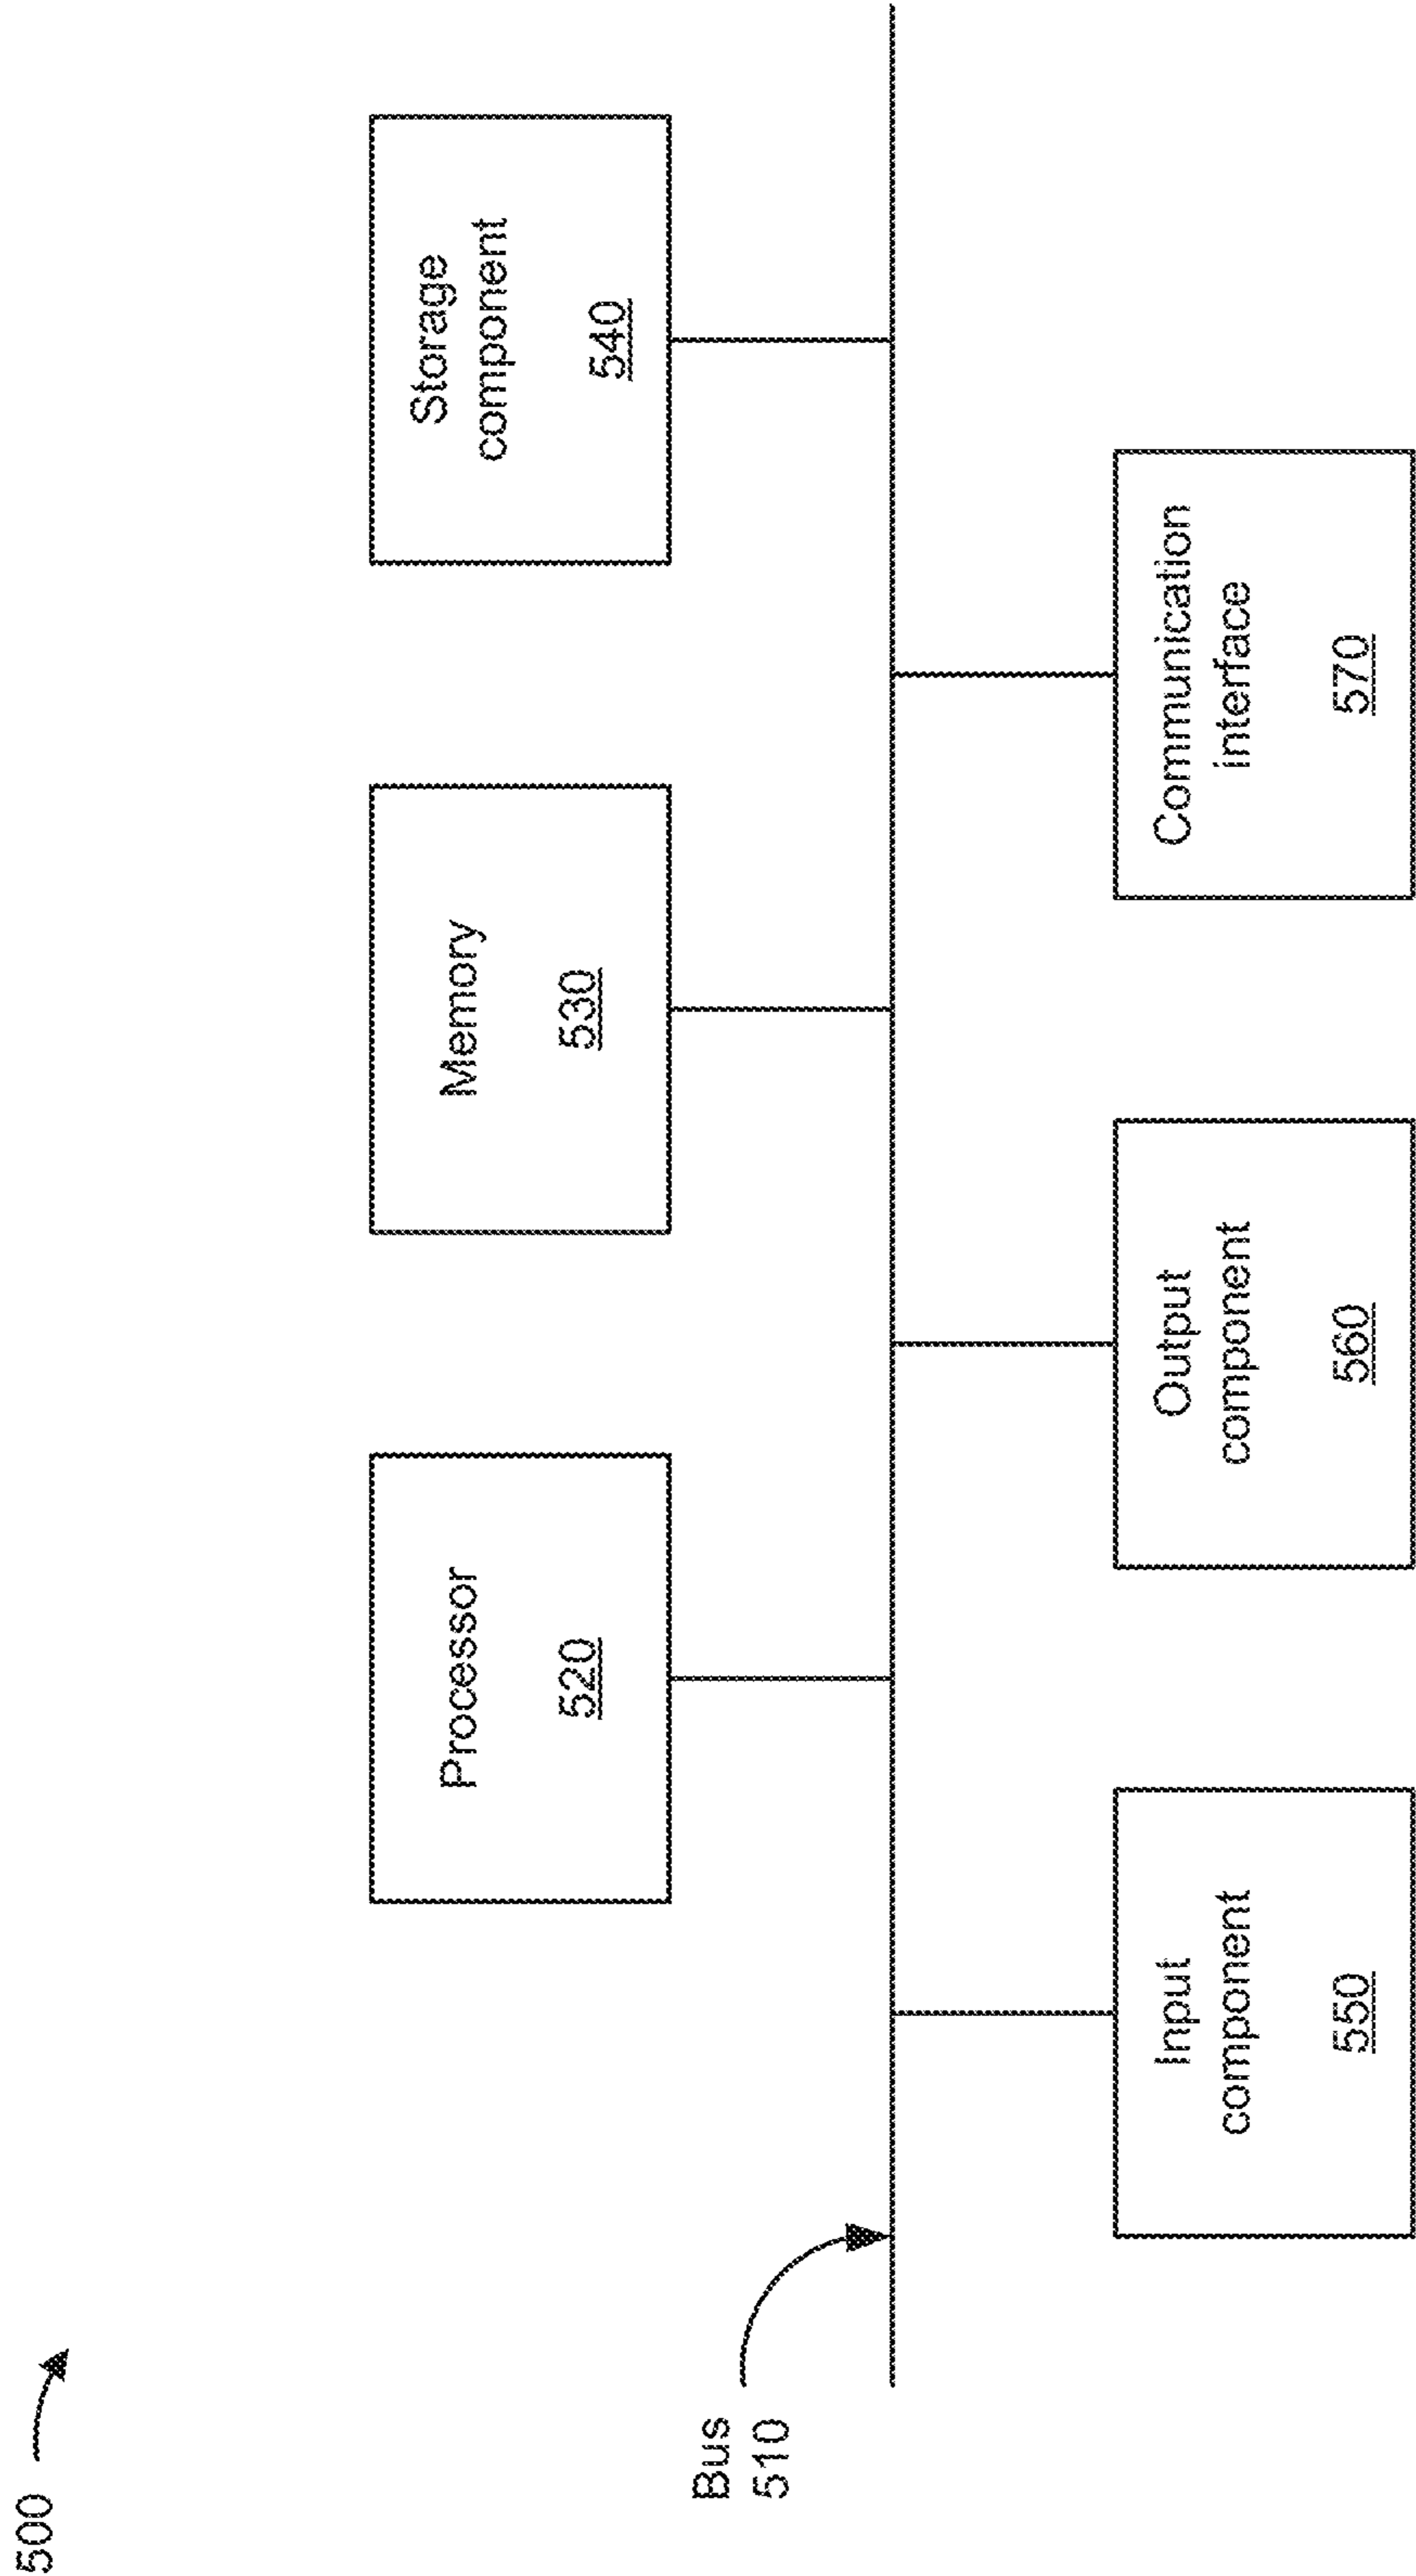 500
Processor
520
Memory
530
Storage
component
540
Bus
510
Input
component
550
Output
component
560
Communication
interface
570